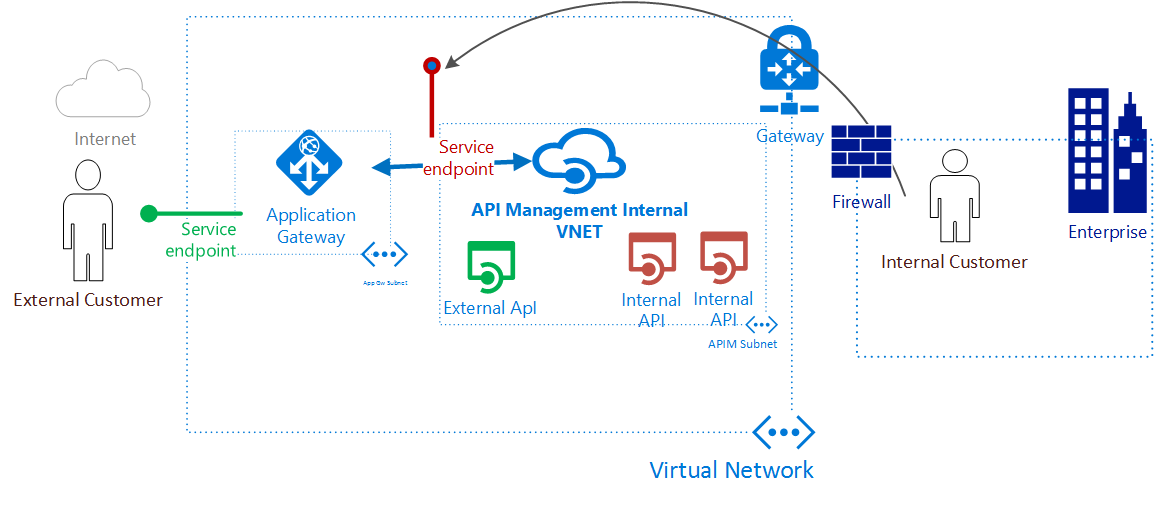 Internet
External Customer
Service
endpoint
Application
Gateway
App Gw Subnet
Service
endpoint
API Management Internal
VNET
External ApI
Internal
API
Internal
API
APIM Subnet
Gateway
Firewall
Internal Customer
Enterprise
Virtual Network